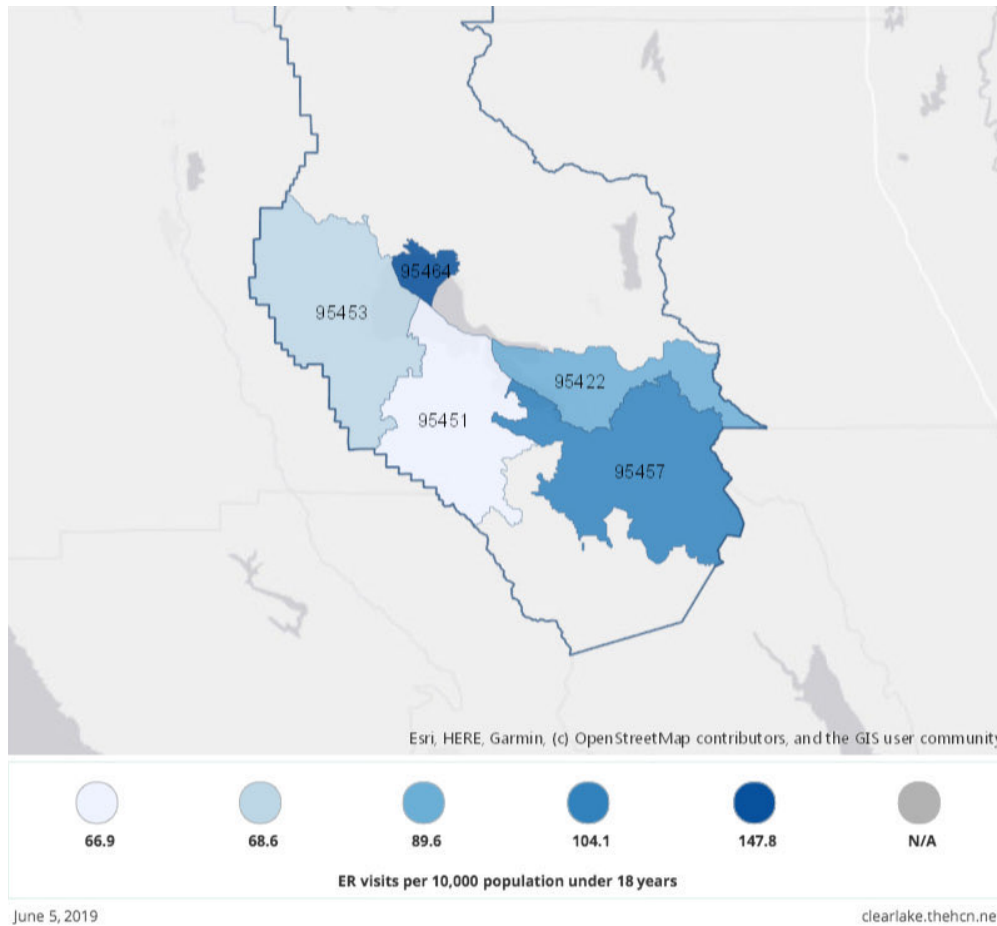 95464
95453
95422
95451
95457
Esri, HERE, Garmin, (c) OpenStreetMap contributors, and the GIS user community
66.9 68.6 89.6 104.1 147.8 N/A
ER visits per 10,000 population under 18 years
June 5, 2019 clearlake.thehcn.ne